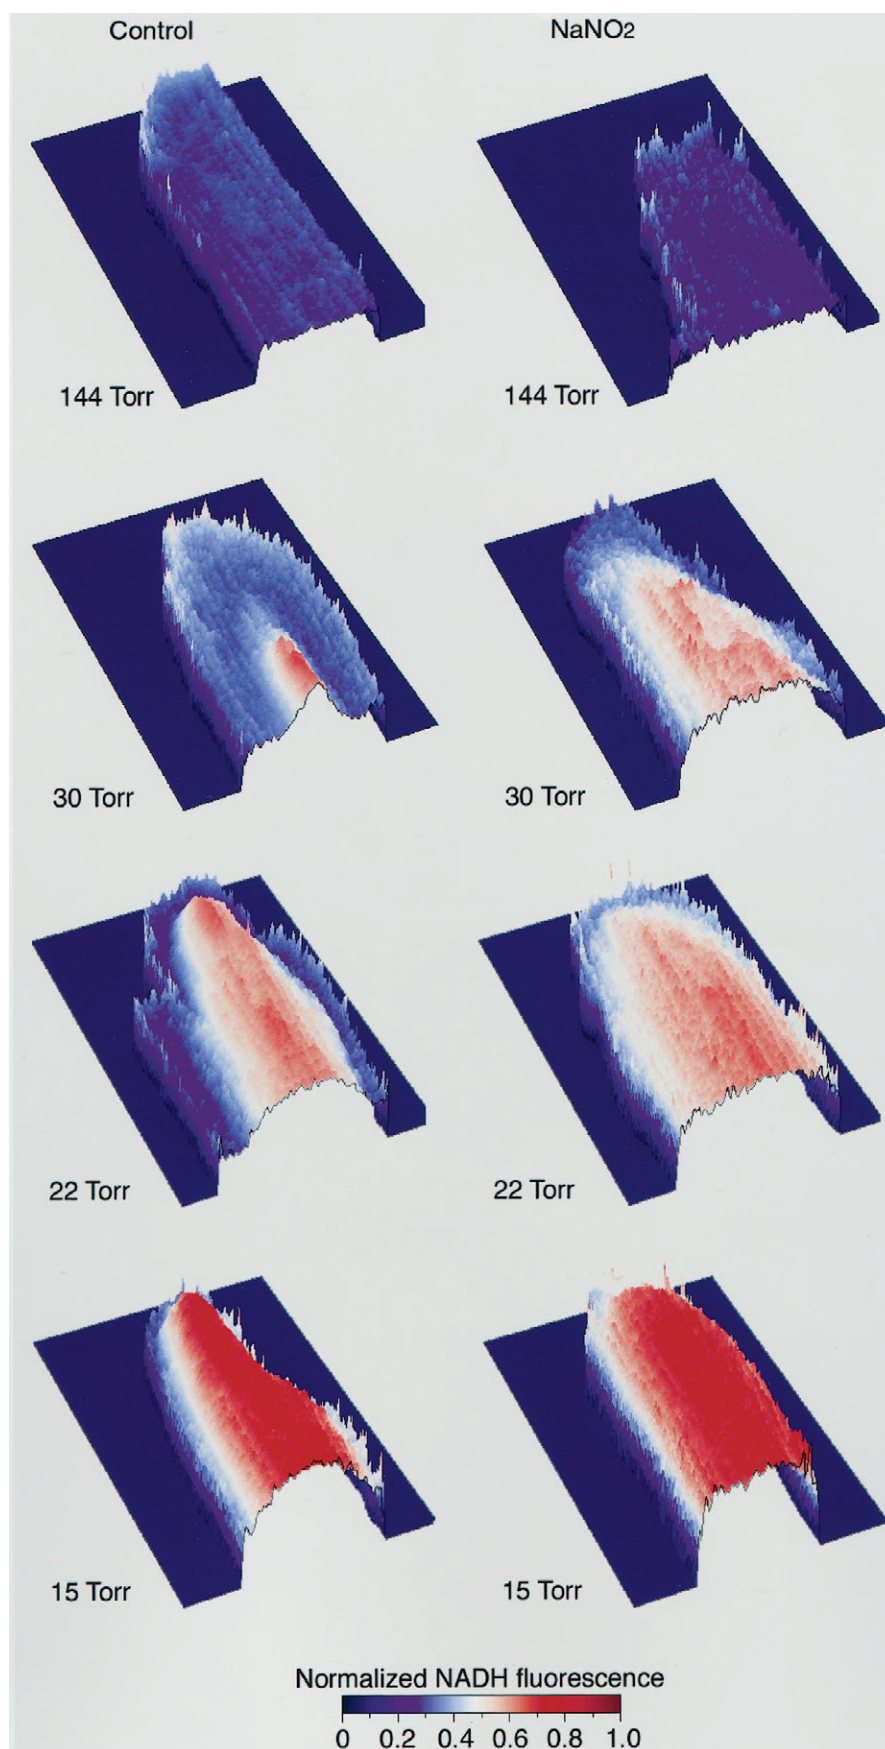 Control NaNO2
144 Torr 144 Torr
30 Torr 30 Torr
22 Torr 22 Torr
15 Torr 15 Torr
Normalized NADH fluorescence
0 0.2 0.4 0.6 0.8 1.0